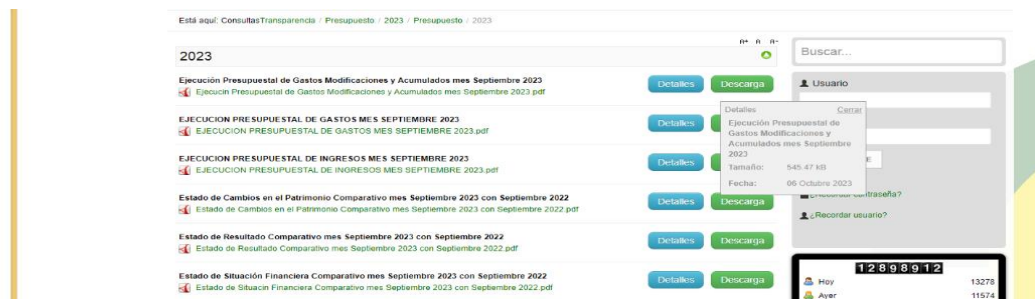 Está aquí: ConsultasTransparencia / Presupuesto / 2023 / Presupuesto / 2023
A+ A A-
2023
Ejecución Presupuestal de Gastos Modificaciones y Acumulados mes Septiembre 2023
Ejecucin Presupuestal de Gastos Modificaciones y Acumulados mes Septiembre 2023.pdf
Detalles Descarga
EJECUCION PRESUPUESTAL DE GASTOS MES SEPTIEMBRE 2023
EJECUCION PRESUPUESTAL DE GASTOS MES SEPTIEMBRE 2023.pdf
Detalles
EJECUCION PRESUPUESTAL DE INGRESOS MES SEPTIEMBRE 2023
EJECUCION PRESUPUESTAL DE INGRESOS MES SEPTIEMBRE 2023.pdf
Detalles
Estado de Cambios en el Patrimonio Comparativo mes Septiembre 2023 con Septiembre 2022
Estado de Cambios en el Patrimonio Comparativo mes Septiembre 2023 con Septiembre 2022.pdf
Detalles Descarga
Estado de Resultado Comparativo mes Septiembre 2023 con Septiembre 2022
Estado de Resultado Comparativo mes Septiembre 2023 con Septiembre 2022.pdf
Detalles Descarga
Estado de Situación Financiera Comparativo mes Septiembre 2023 con Septiembre 2022
Estado de Situacin Financiera Comparativo mes Septiembre 2023 con Septiembre 2022.pdf
Detalles Descarga
Detalles Cerrar
Ejecución Presupuestal de
Gastos Modificaciones y
Acumulados mes Septiembre
2023
Tamaño: 545.47 kB
Fecha: 06 Octubre 2023
Buscar...
Usuario
¿Recordar contraseña?
¿Recordar usuario?
12898912
Hoy 13278
Ayer 11574